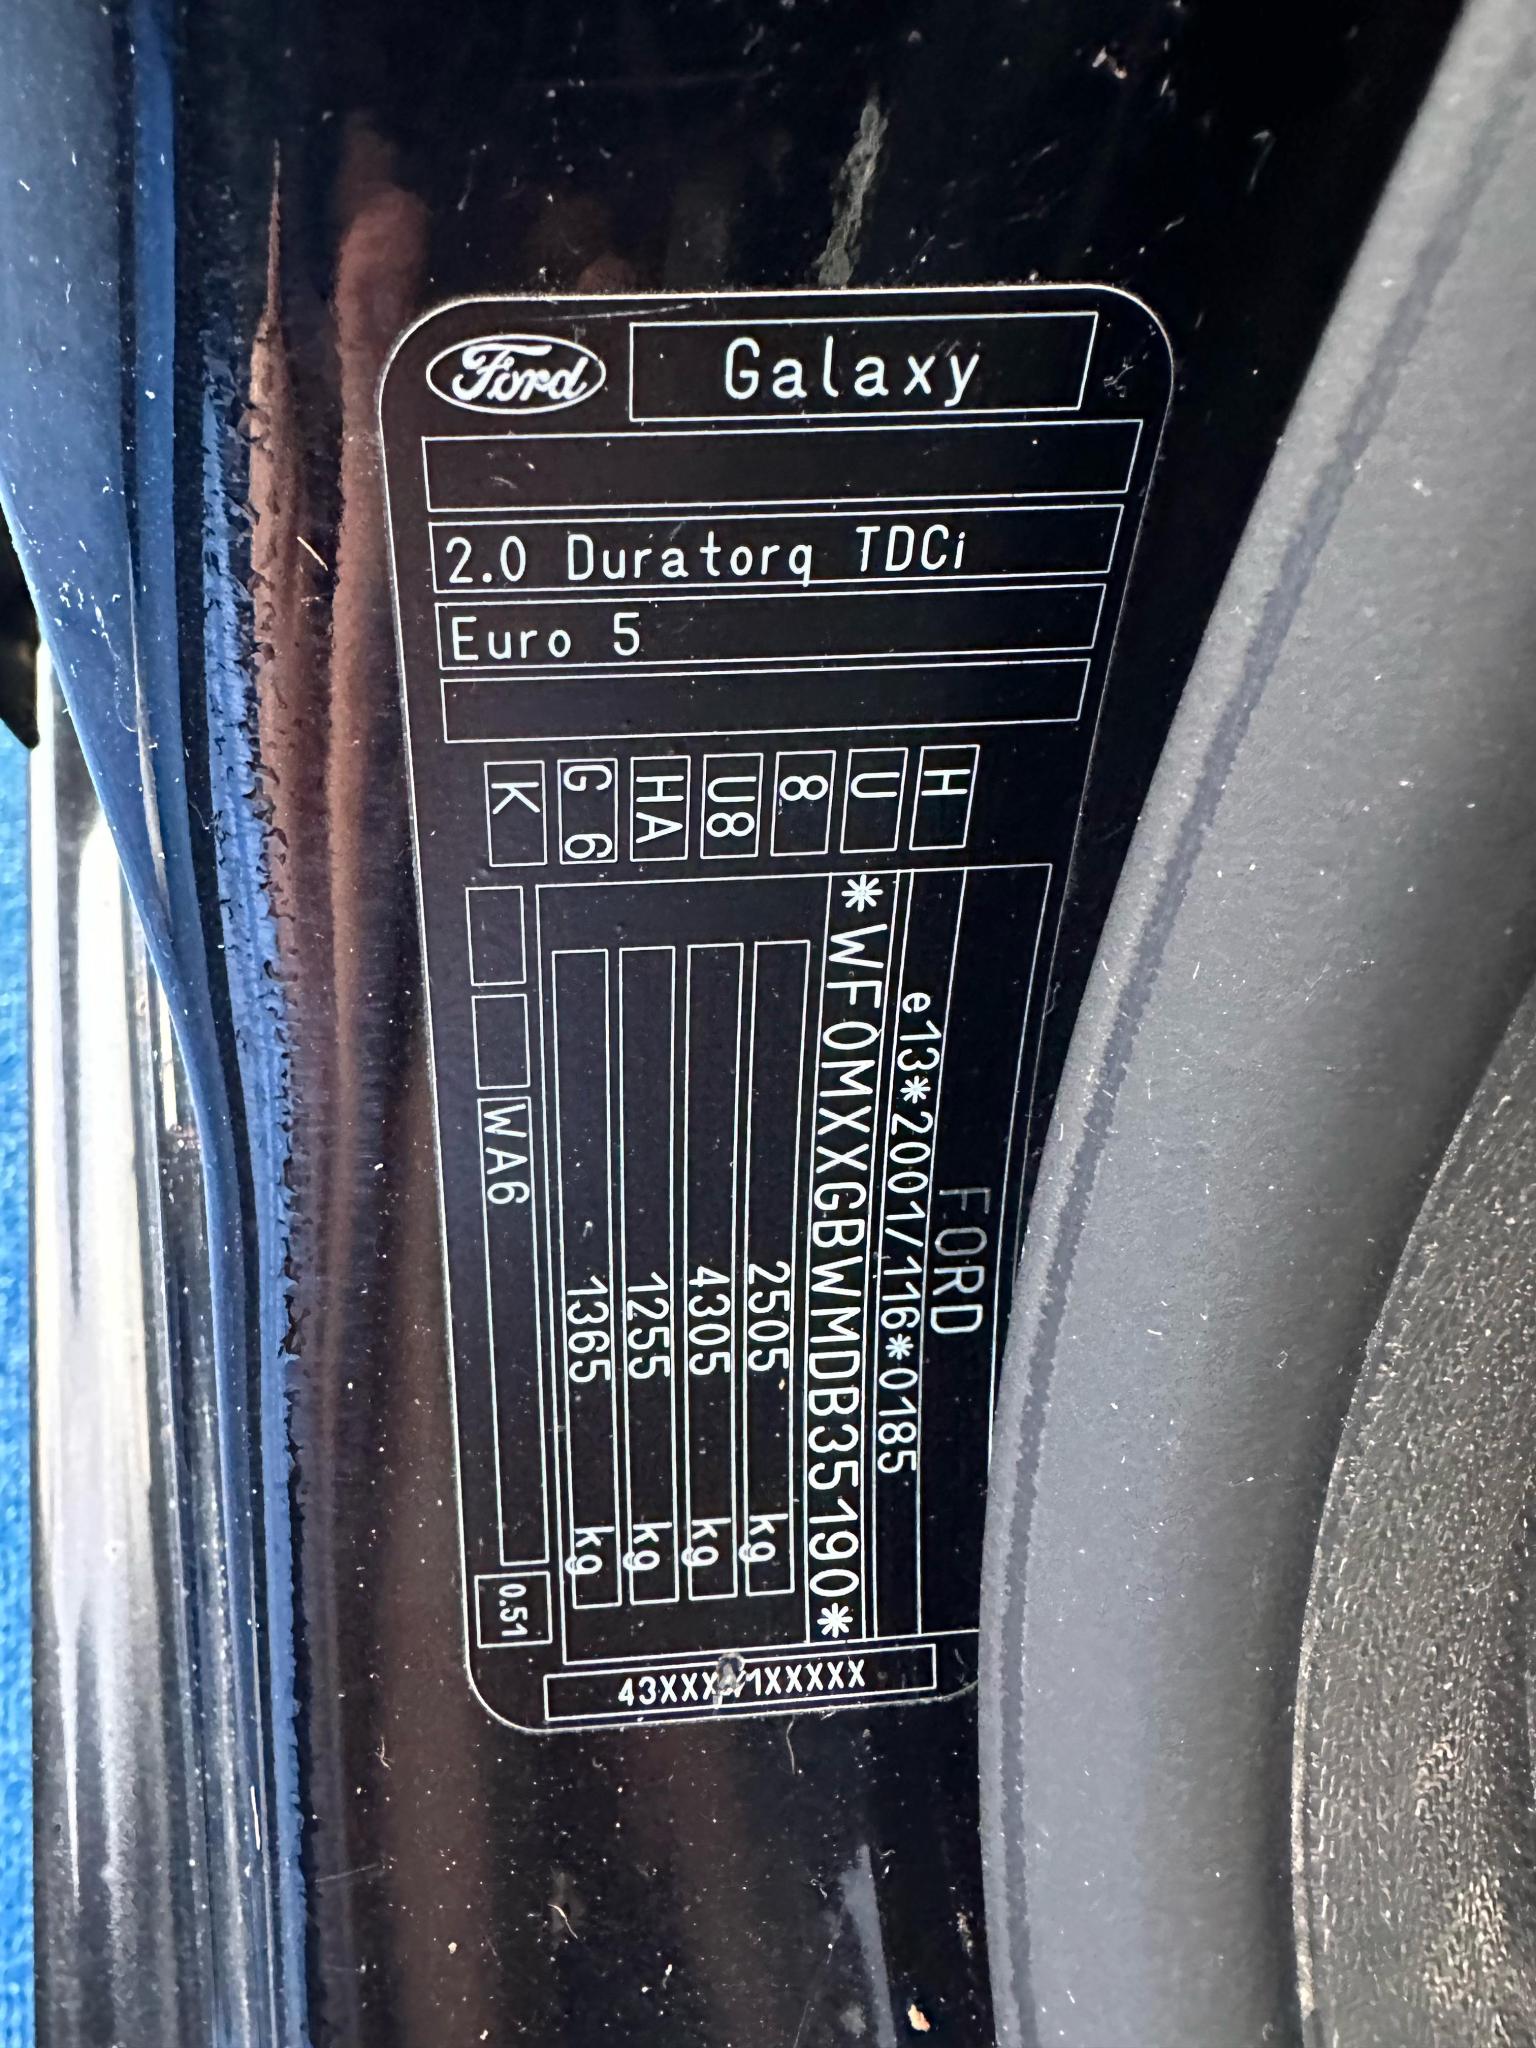 Ford
Galaxy
2.0 Duratorq TDCi
Euro 5
H
U
8
U8
HA
G 6
K
FORD
e13*2001/116*0185
*WF0MXXGBWMDB35190*
2505 kg
4305 kg
1255 kg
1365 kg
WA6
0.51